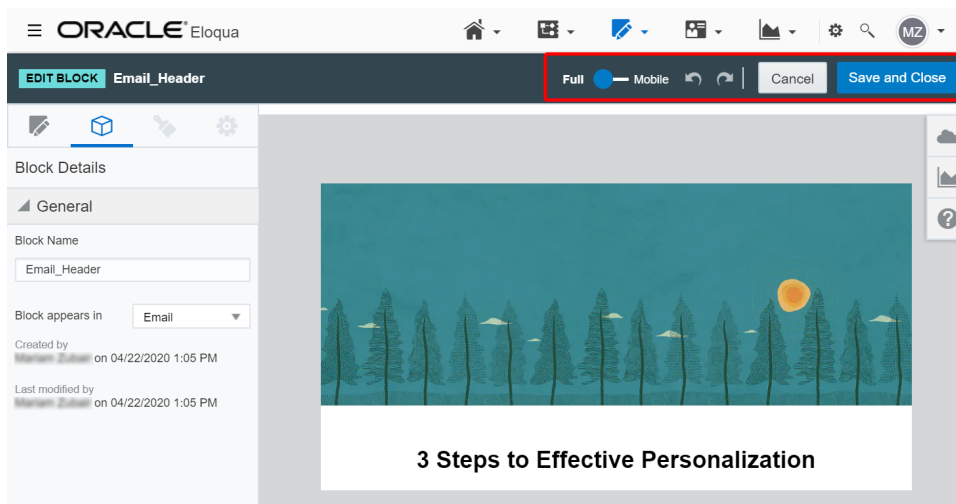 ORACLE® Eloqua
MZ
EDIT BLOCK Email_Header
Full Mobile Cancel Save and Close
Block Details
General
Block Name
Email_Header
Block appears in Email
Created by
on 04/22/2020 1:05 PM
Last modified by
on 04/22/2020 1:05 PM
3 Steps to Effective Personalization